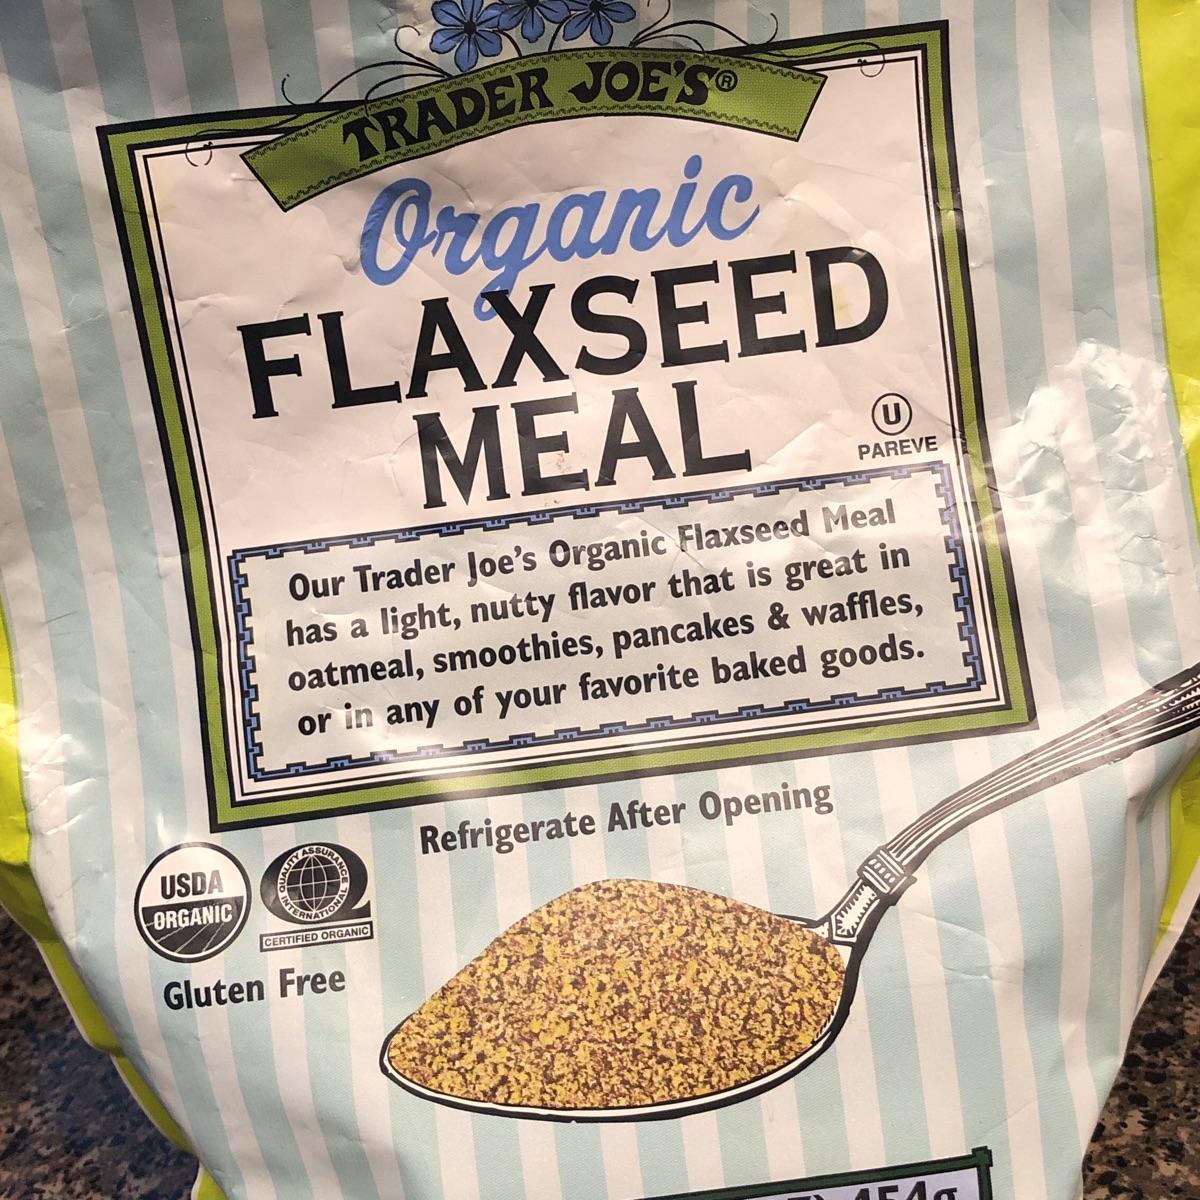 TRADER JOE'S®
Organic
FLAXSEED
MEAL
U
PAREVE
Our Trader Joe's Organic Flaxseed Meal
has a light, nutty flavor that is great in
oatmeal, smoothies, pancakes & waffles,
or in any of your favorite baked goods.
Refrigerate After Opening
USDA
ORGANIC
QUALITY ASSURANCE
INTERNATIONAL
CERTIFIED ORGANIC
Gluten Free
454g